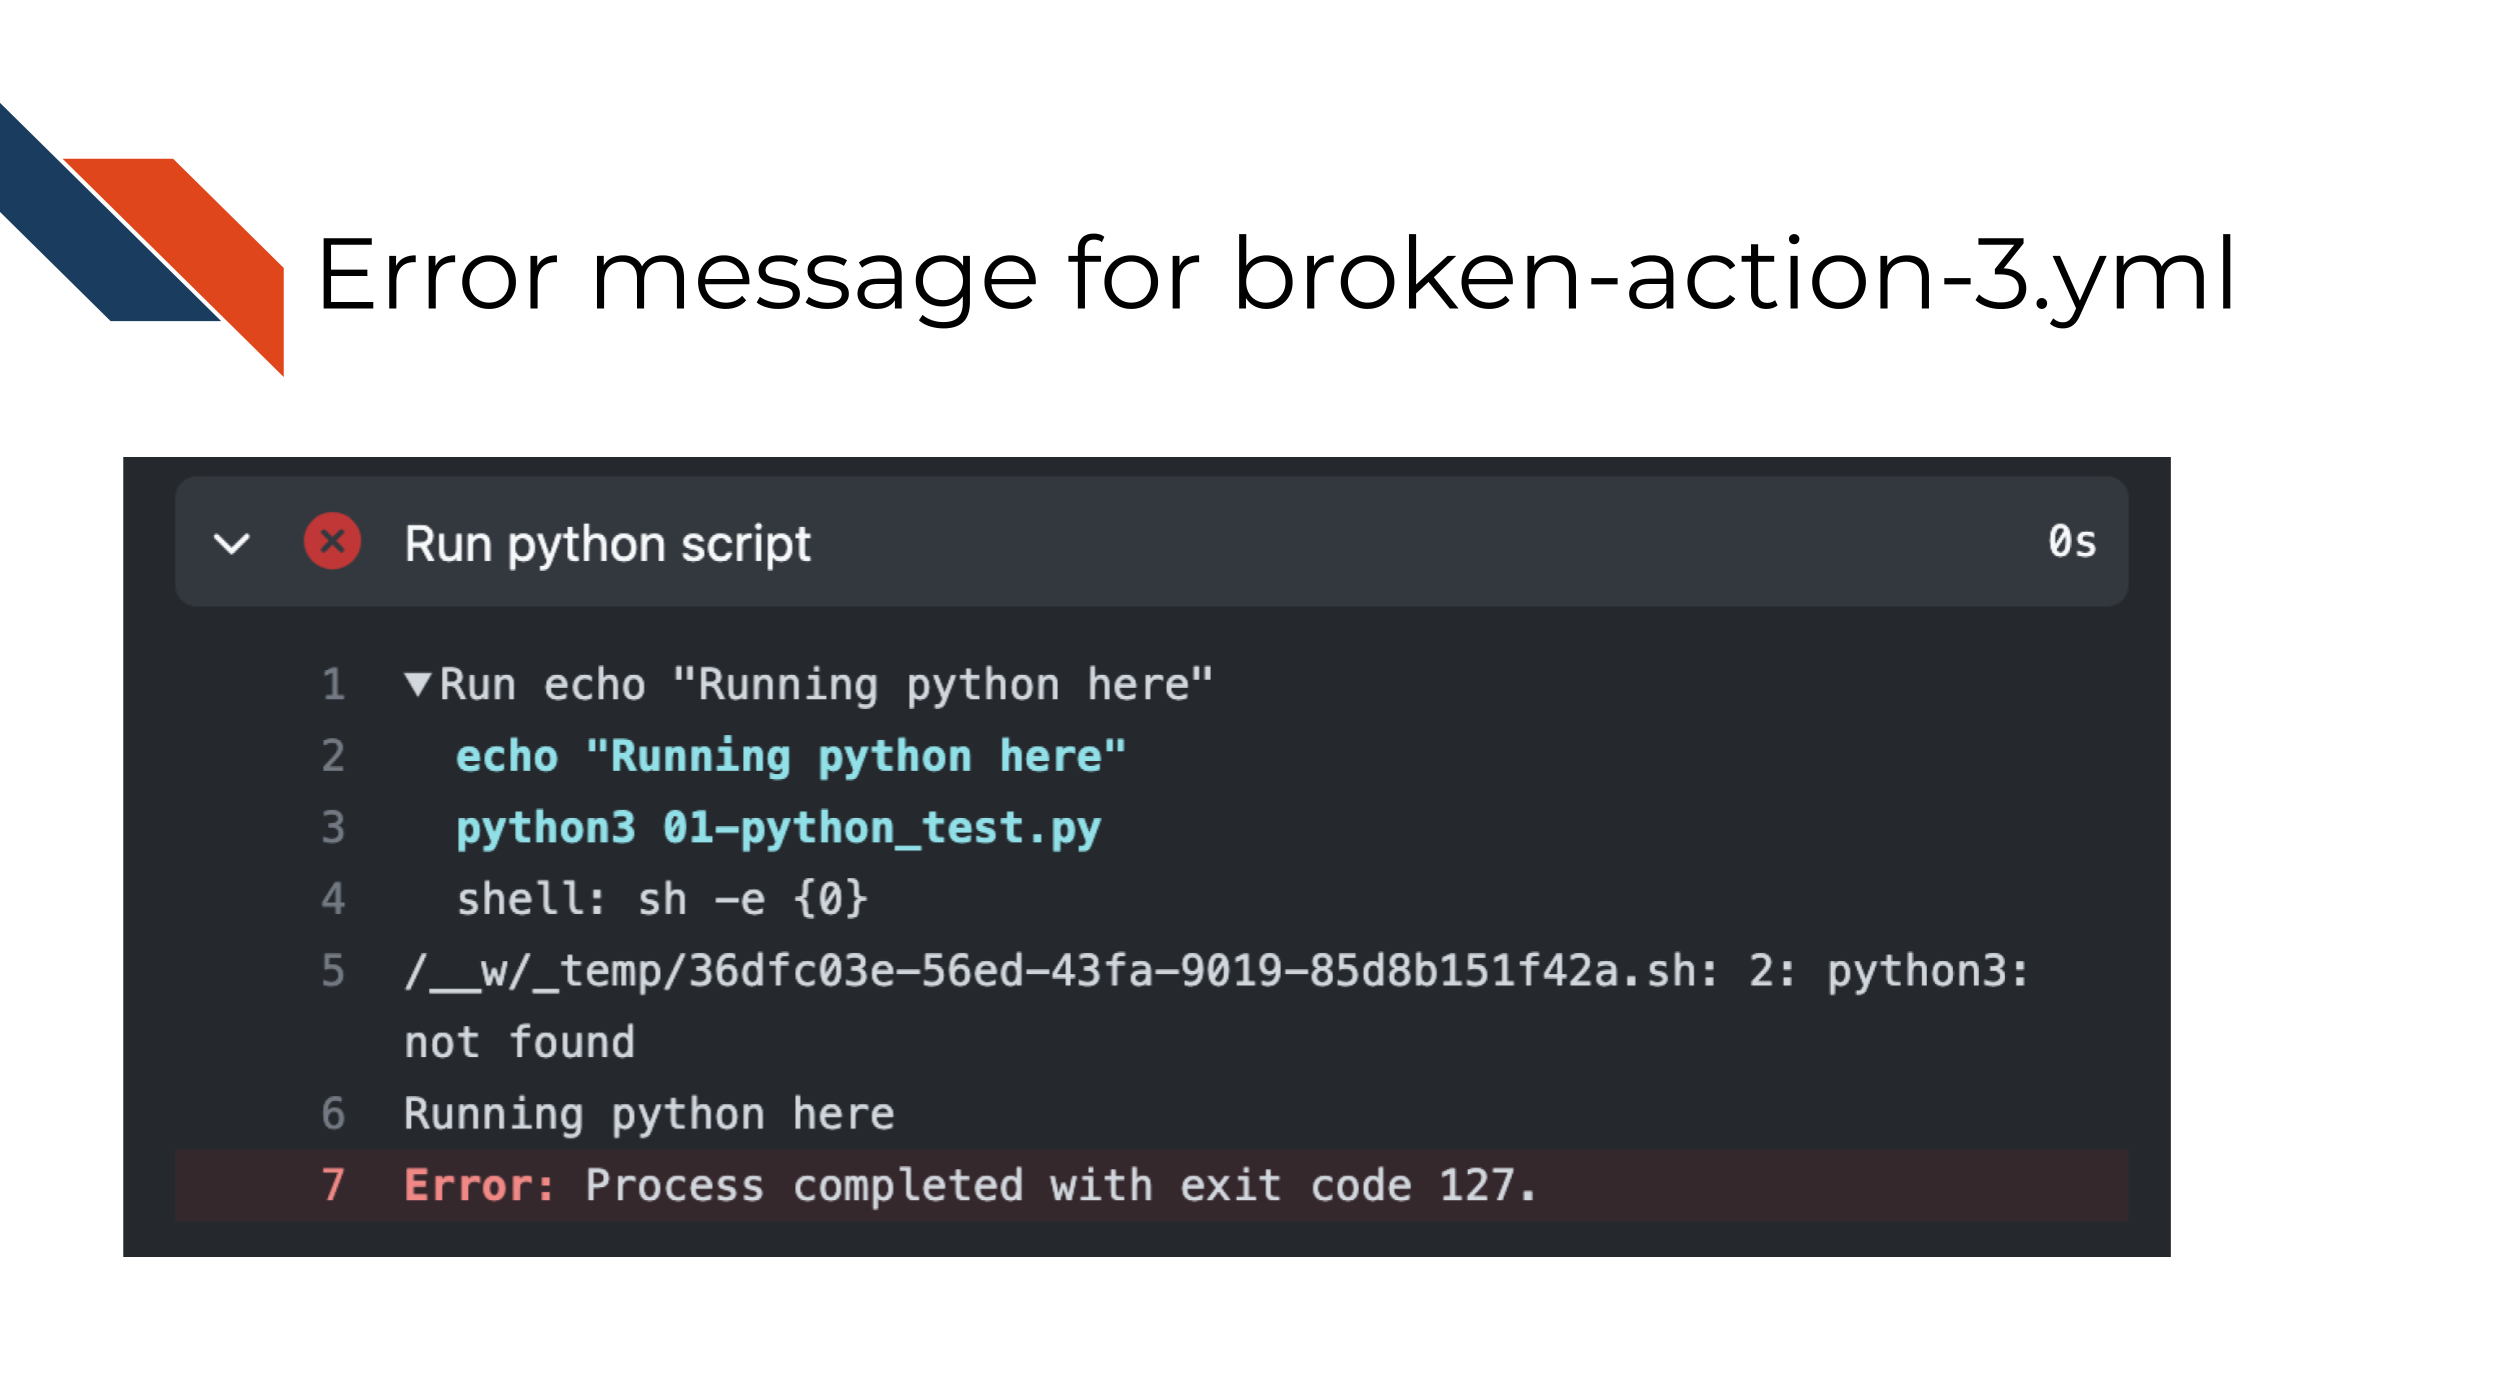 Error message for broken-action-3.yml
Run python script 0s
1 ▼Run echo "Running python here"
2 echo "Running python here"
3 python3 01-python_test.py
4 shell: sh -e {0}
5 /__w/_temp/36dfc03e-56ed-43fa-9019-85d8b151f42a.sh: 2: python3:
not found
6 Running python here
7 Error: Process completed with exit code 127.